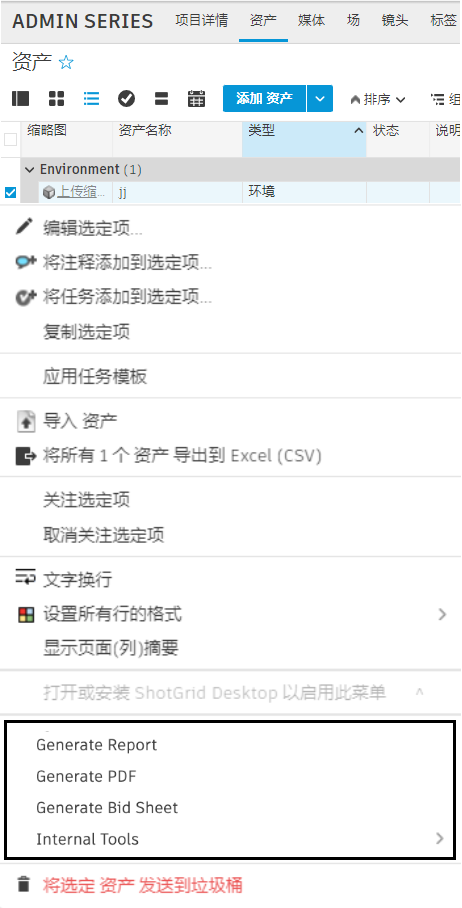 ADMIN SERIES 项目详情 资产 媒体 场 镜头 标签
资产
添加 资产 排序 组
缩略图 资产名称 类型 状态 说明
Environment (1)
上传缩... jj 环境
编辑选定项...
将注释添加到选定项...
将任务添加到选定项...
复制选定项
应用任务模板
导入 资产
将所有 1 个 资产 导出到 Excel (CSV)
关注选定项
取消关注选定项
文字换行
设置所有行的格式
显示页面(列)摘要
打开或安装 ShotGrid Desktop 以启用此菜单
Generate Report
Generate PDF
Generate Bid Sheet
Internal Tools
将选定 资产 发送到垃圾桶